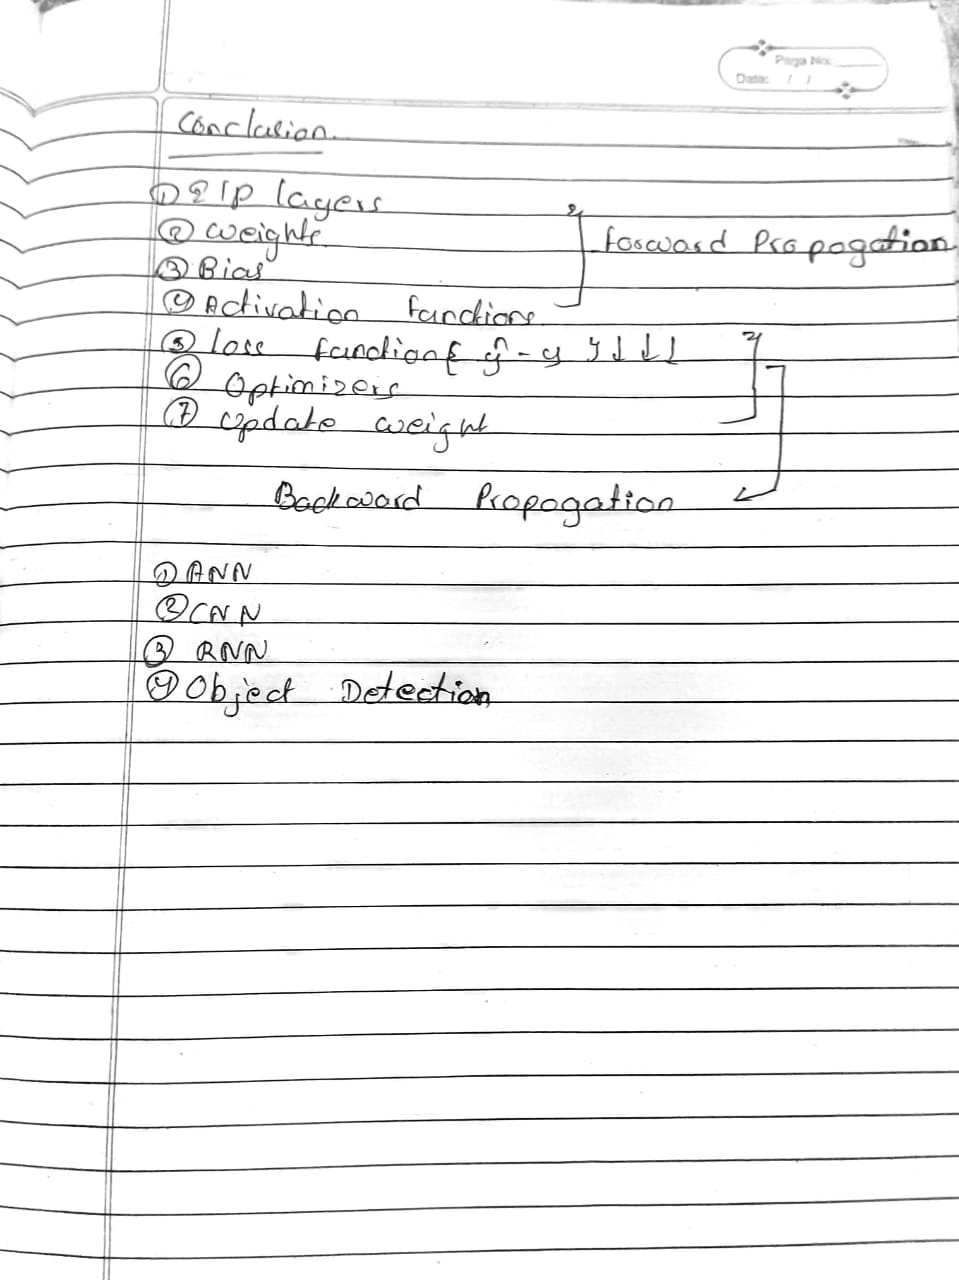 Page No.
Date: / /
Conclusion.
① I/p layers
② weights
③ Bias
forward Propogation
④ Activation functions
⑤ loss function { ŷ - y } ↓ ↓ ↓
⑥ Optimizers
⑦ update weight
Backward Propogation
① ANN
② CNN
③ RNN
④ Object Detection